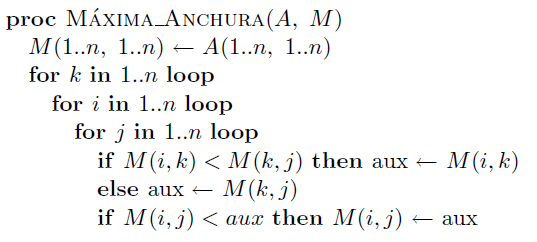 proc MÁXIMA_ANCHURA(A, M)
M(1..n, 1..n) ← A(1..n, 1..n)
for k in 1..n loop
for i in 1..n loop
for j in 1..n loop
if M(i, k) < M(k, j) then aux ← M(i, k)
else aux ← M(k, j)
if M(i, j) < aux then M(i, j) ← aux